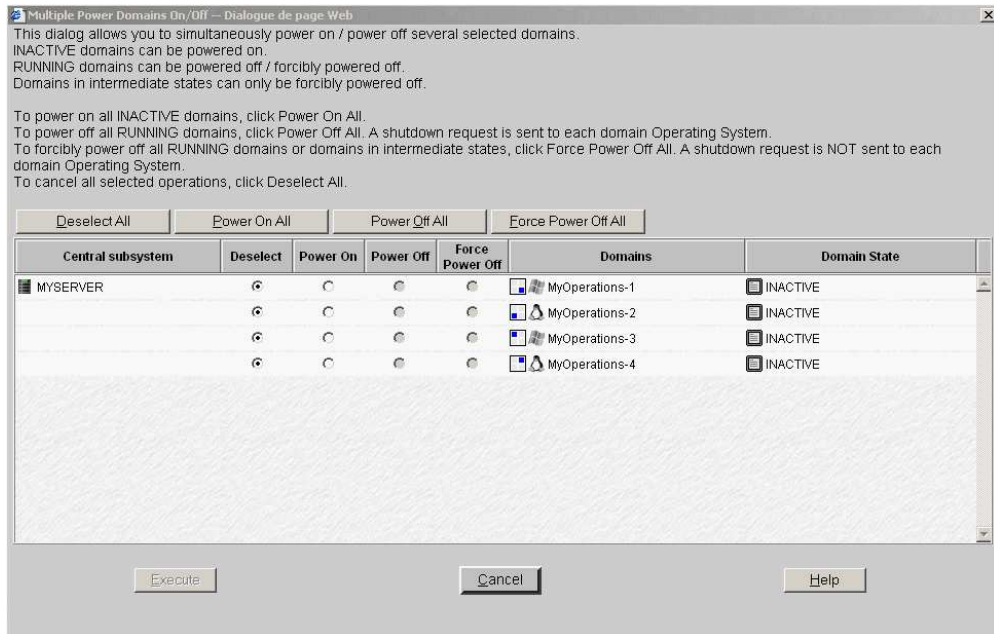 Multiple Power Domains On/Off -- Dialogue de page Web
This dialog allows you to simultaneously power on / power off several selected domains.
INACTIVE domains can be powered on.
RUNNING domains can be powered off / forcibly powered off.
Domains in intermediate states can only be forcibly powered off.
To power on all INACTIVE domains, click Power On All.
To power off all RUNNING domains, click Power Off All. A shutdown request is sent to each domain Operating System.
To forcibly power off all RUNNING domains or domains in intermediate states, click Force Power Off All. A shutdown request is NOT sent to each
domain Operating System.
To cancel all selected operations, click Deselect All.
Deselect All Power On All Power Off All Force Power Off All
Central subsystem Deselect Power On Power Off Force Power Off Domains Domain State
MYSERVER MyOperations-1 INACTIVE
MyOperations-2 INACTIVE
MyOperations-3 INACTIVE
MyOperations-4 INACTIVE
Execute Cancel Help